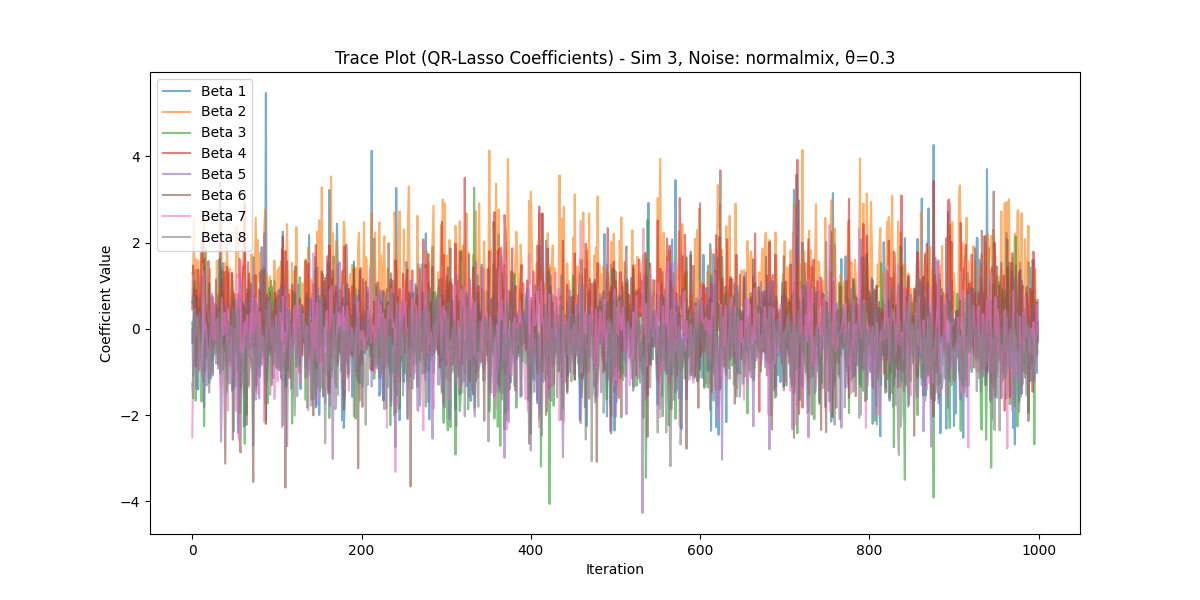 Trace Plot (QR-Lasso Coefficients) - Sim 3, Noise: normalmix, θ=0.3
Beta 1
Beta 2
Beta 3
Beta 4
Beta 5
Beta 6
Beta 7
Beta 8
Coefficient Value
4
2
0
−2
−4
0
200
400
600
800
1000
Iteration